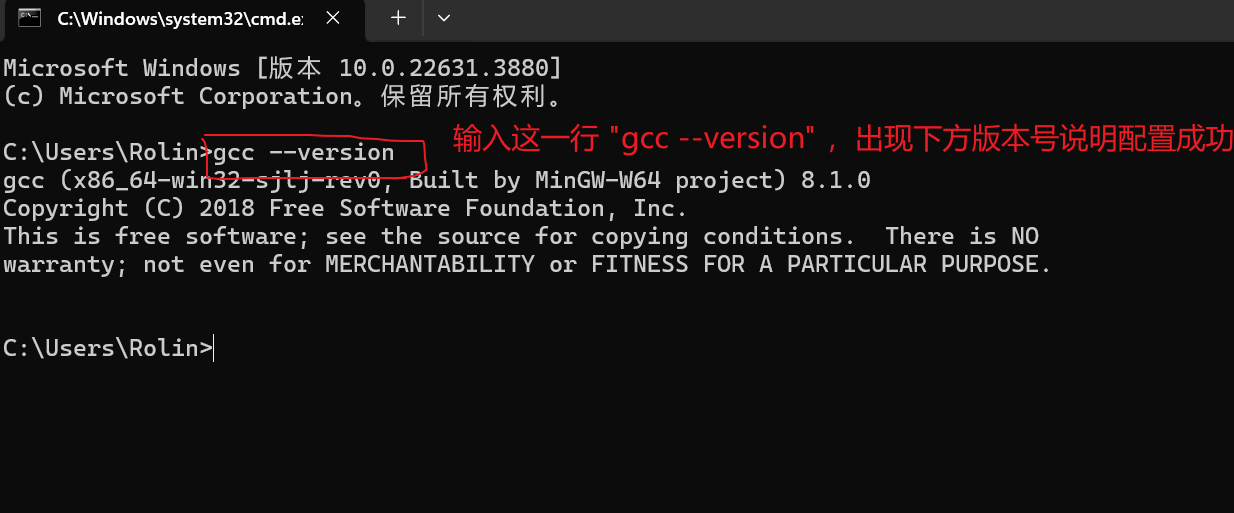 C:\Windows\system32\cmd.e
Microsoft Windows [版本 10.0.22631.3880]
(c) Microsoft Corporation。保留所有权利。
输入这一行 "gcc --version" ，出现下方版本号说明配置成功
C:\Users\Rolin>gcc --version
gcc (x86_64-win32-sjlj-rev0, Built by MinGW-W64 project) 8.1.0
Copyright (C) 2018 Free Software Foundation, Inc.
This is free software; see the source for copying conditions.  There is NO
warranty; not even for MERCHANTABILITY or FITNESS FOR A PARTICULAR PURPOSE.
C:\Users\Rolin>